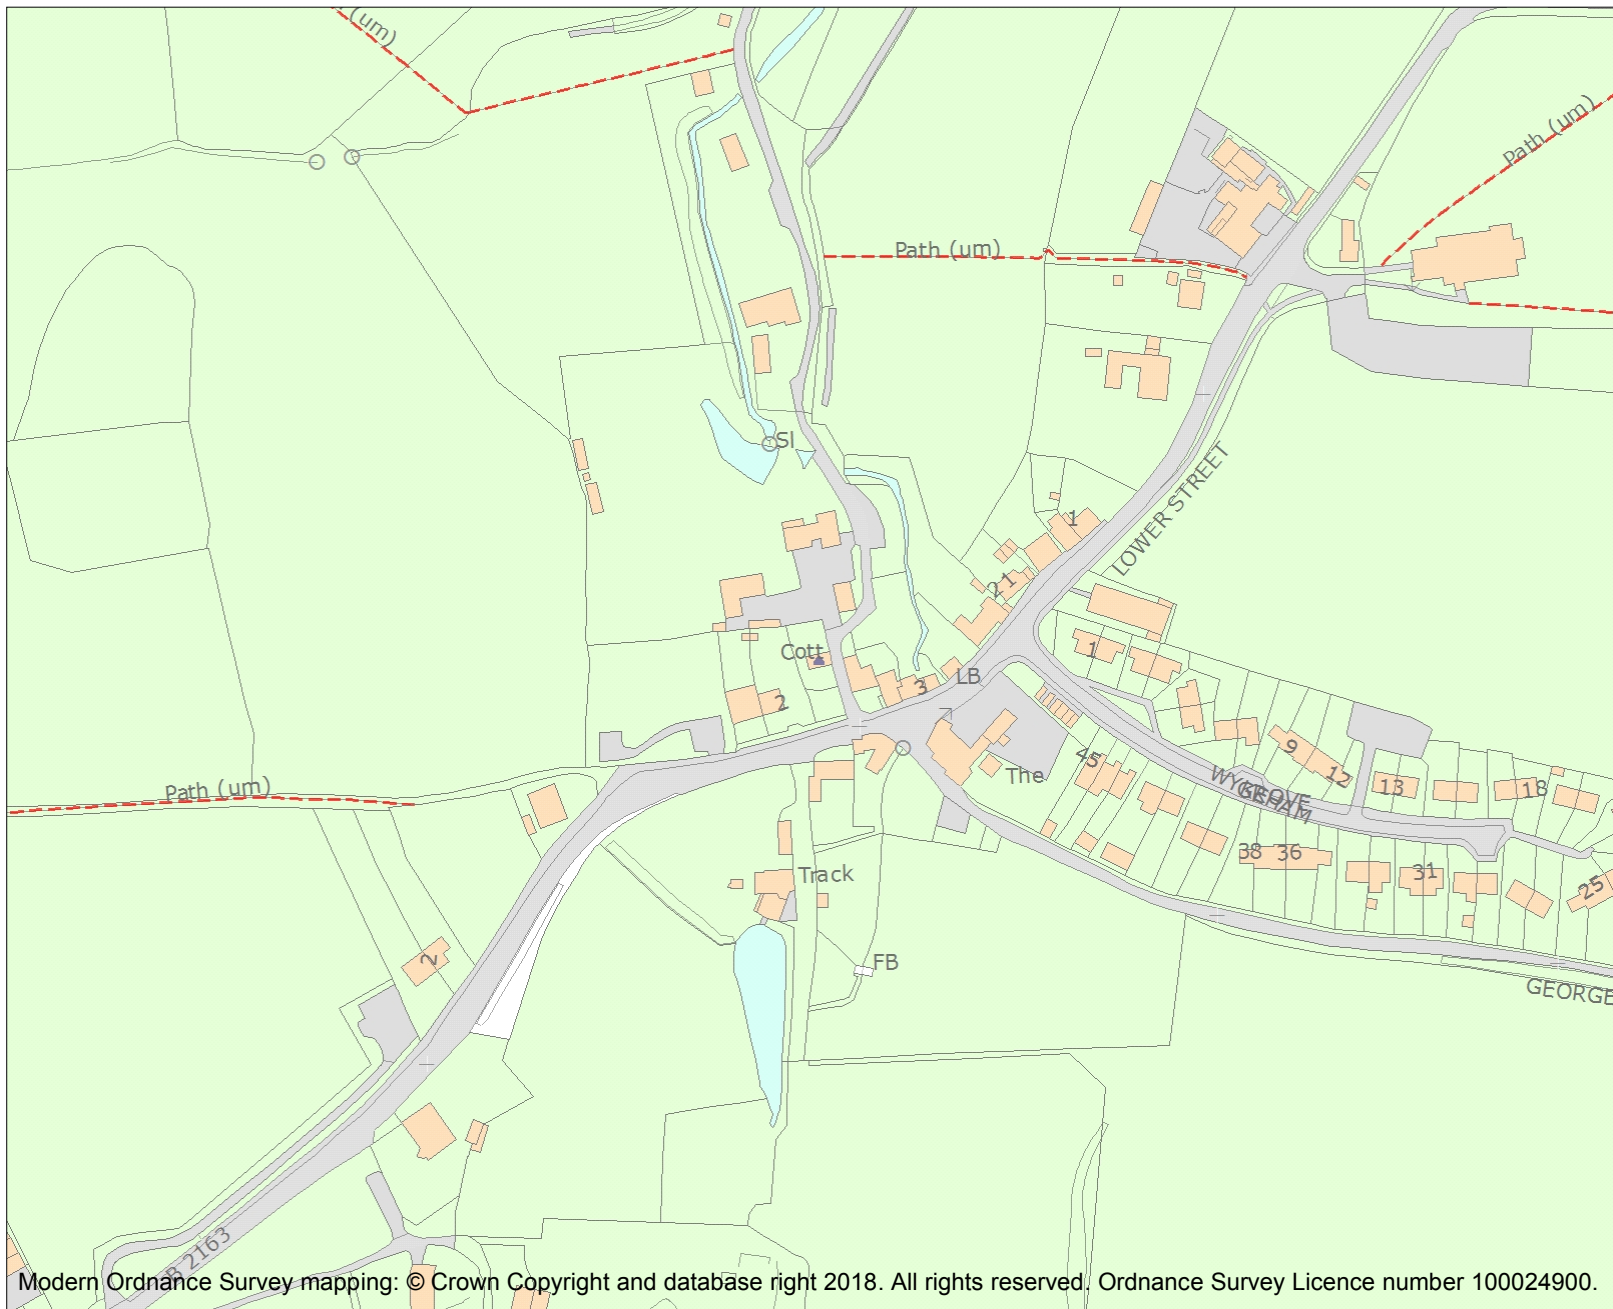 (um)
Path (um)
Path (um)
SI
LOWER STREET
1
2 1
Cott
1
LB
3
2
The
45
9
12
WYKEHAM
GROVE
13
18
Path (um)
38 36
31
25
Track
2
FB
GEORGE
B 2163
Modern Ordnance Survey mapping: © Crown Copyright and database right 2018. All rights reserved. Ordnance Survey Licence number 100024900.